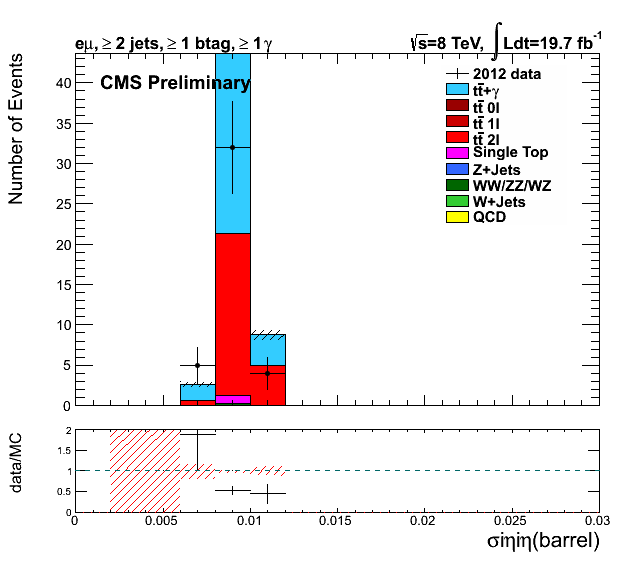 eμ, ≥ 2 jets, ≥ 1 btag, ≥ 1γ
√s=8 TeV, ∫Ldt=19.7 fb⁻¹
CMS Preliminary
Number of Events
40
35
30
25
20
15
10
5
0
2012 data
tt̄+γ
tt̄ 0l
tt̄ 1l
tt̄ 2l
Single Top
Z+Jets
WW/ZZ/WZ
W+Jets
QCD
data/MC
2
1.5
1
0.5
0
0 0.005 0.01 0.015 0.02 0.025 0.03
σiηiη(barrel)